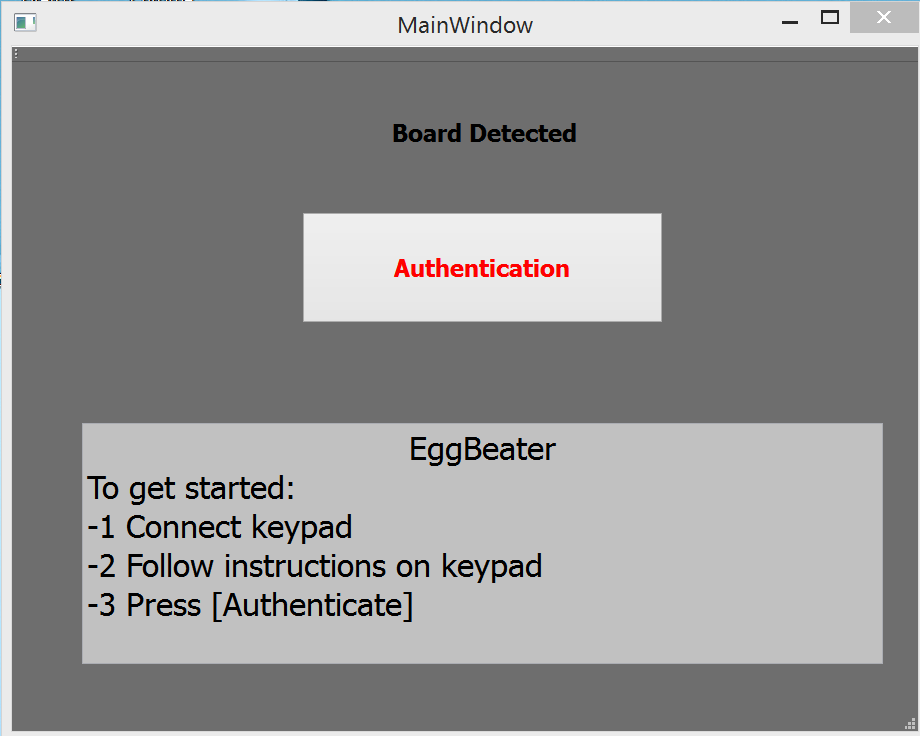 MainWindow
Board Detected
Authentication
EggBeater
To get started:
-1 Connect keypad
-2 Follow instructions on keypad
-3 Press [Authenticate]